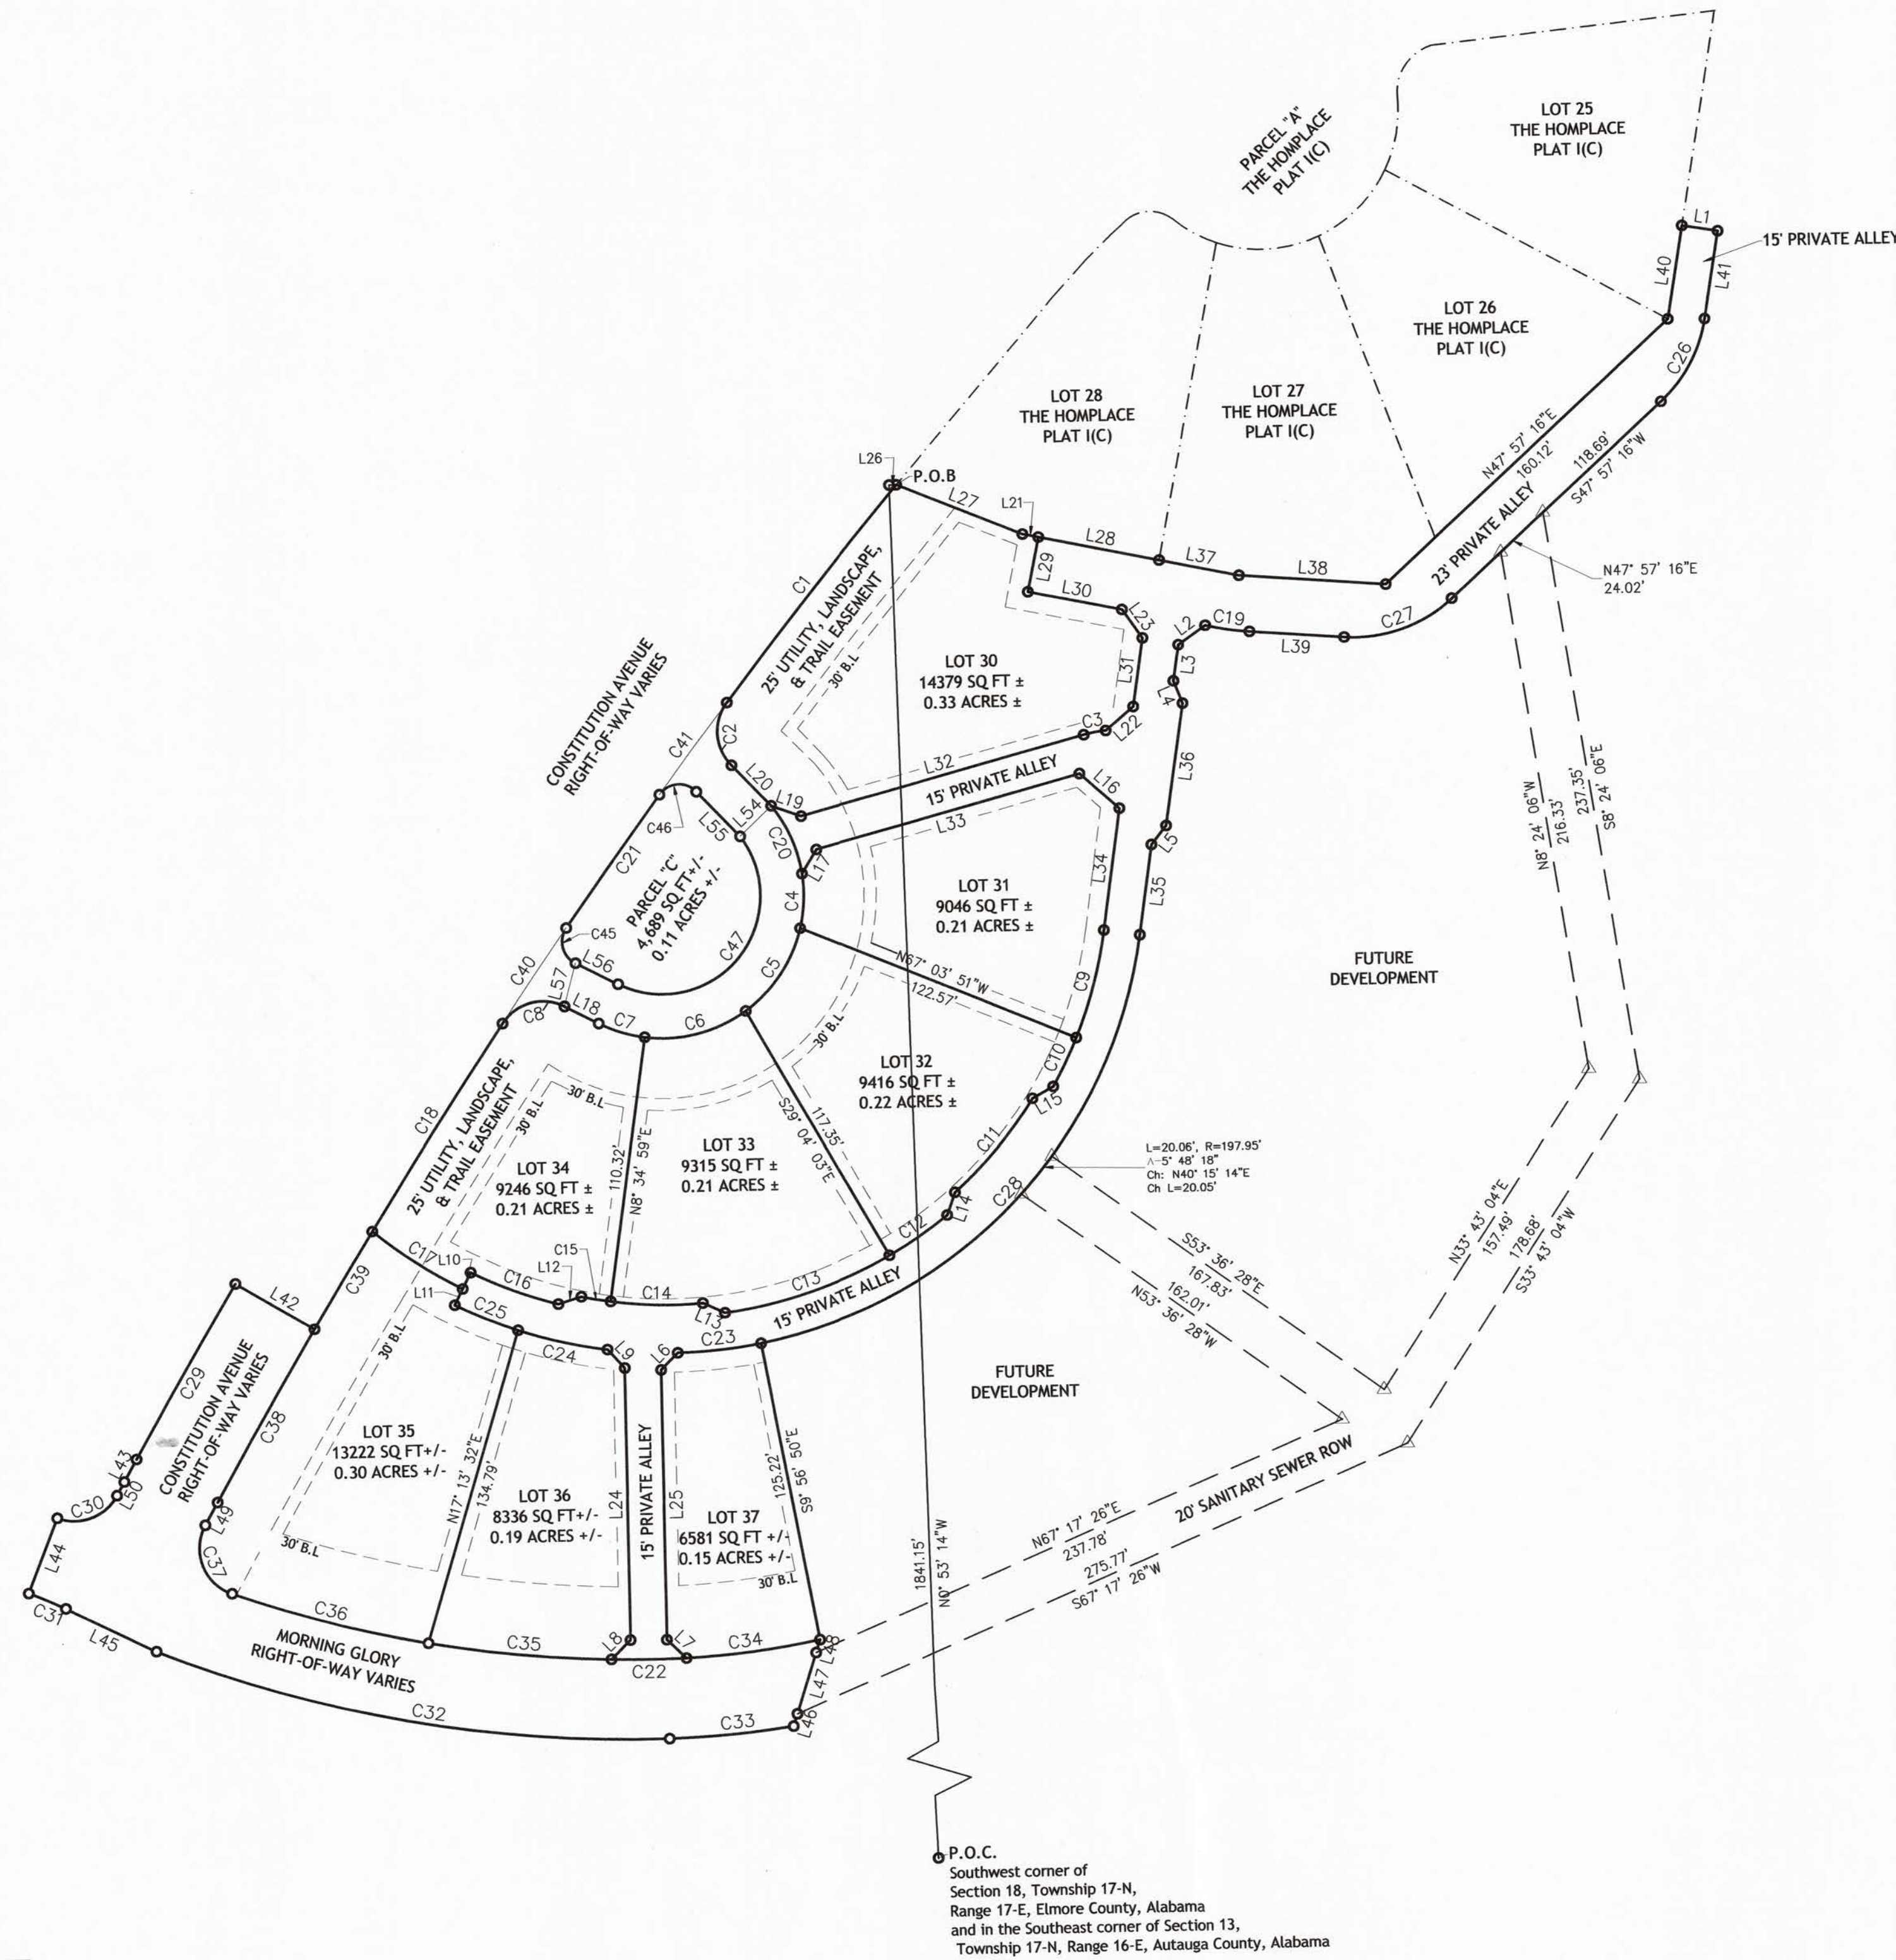 LOT 25
THE HOMPLACE
PLAT I(C)
PARCEL "A"
THE HOMPLACE
PLAT I(C)
L1
15' PRIVATE ALLEY
L40
L41
LOT 26
THE HOMPLACE
PLAT I(C)
C26
LOT 28
THE HOMPLACE
PLAT I(C)
LOT 27
THE HOMPLACE
PLAT I(C)
N47° 57' 16"E
160.12'
118.69'
S47° 57' 16"W
L26
P.O.B
L27
L21
L28
L37
L38
23' PRIVATE ALLEY
N47° 57' 16"E
24.02'
L29
L30
L23
C1
25' UTILITY, LANDSCAPE,
& TRAIL EASEMENT
30' B.L
L2
C19
L39
C27
L3
L31
L4
LOT 30
14379 SQ FT ±
0.33 ACRES ±
CONSTITUTION AVENUE
RIGHT-OF-WAY VARIES
C3
L22
C41
C2
L20
L32
15' PRIVATE ALLEY
L16
L36
L19
L54
L55
C46
C20
L33
L17
L5
N8° 24' 06"W
216.33'
237.35'
S8° 24' 06"E
C21
PARCEL "C"
4,689 SQ FT+/-
0.11 ACRES +/-
C4
L34
L35
LOT 31
9046 SQ FT ±
0.21 ACRES ±
C45
C47
C40
L56
L57
C5
N67° 03' 51"W
122.57'
C9
FUTURE
DEVELOPMENT
C8
L18
C7
C6
30' B.L
C10
LOT 32
9416 SQ FT ±
0.22 ACRES ±
L15
C18
25' UTILITY, LANDSCAPE,
& TRAIL EASEMENT
30' B.L
30' B.L
117.35'
S29° 04' 03"E
C11
LOT 34
9246 SQ FT ±
0.21 ACRES ±
110.32'
N8° 34' 59"E
LOT 33
9315 SQ FT ±
0.21 ACRES ±
L=20.06', R=197.95'
Δ-5° 48' 18"
Ch: N40° 15' 14"E
Ch L=20.05'
C28
L14
C12
N33° 43' 04"E
157.49'
178.68'
S33° 43' 04"W
C17
L10
L12
C15
C16
C14
C13
L11
L13
C25
15' PRIVATE ALLEY
S53° 36' 28"E
167.83'
162.01'
N53° 36' 28"W
C39
L42
30' B.L
C24
L9
L6
C23
C29
CONSTITUTION AVENUE
RIGHT-OF-WAY VARIES
C38
FUTURE
DEVELOPMENT
LOT 35
13222 SQ FT+/-
0.30 ACRES +/-
N17° 13' 32"E
134.79'
15' PRIVATE ALLEY
125.22'
S9° 56' 50"E
L43
L50
C30
L49
LOT 36
8336 SQ FT+/-
0.19 ACRES +/-
L24
L25
LOT 37
6581 SQ FT +/-
0.15 ACRES +/-
30' B.L
30' B.L
L44
C37
1841.15'
N0° 53' 14"W
N67° 17' 26"E
237.78'
275.77'
S67° 17' 26"W
20' SANITARY SEWER ROW
C31
L45
C36
C35
L8
L7
C22
C34
L48
L47
MORNING GLORY
RIGHT-OF-WAY VARIES
C32
C33
L46
P.O.C.
Southwest corner of
Section 18, Township 17-N,
Range 17-E, Elmore County, Alabama
and in the Southeast corner of Section 13,
Township 17-N, Range 16-E, Autauga County, Alabama